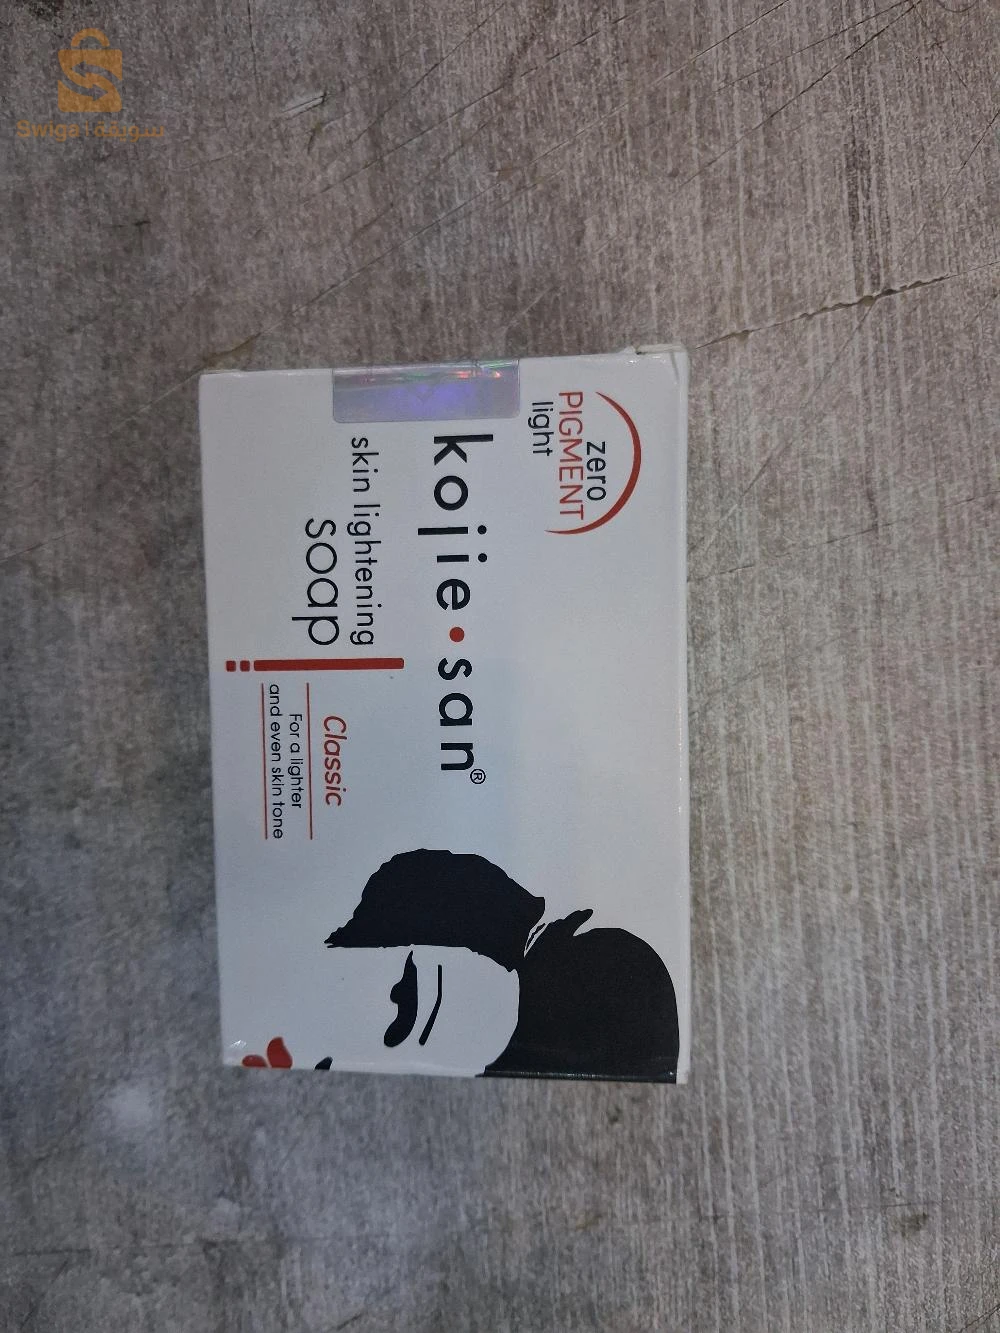 Swiga | سويقة
zero
PIGMENT
light
kojie•san®
skin lightening
soap
Classic
For a lighter
and even skin tone